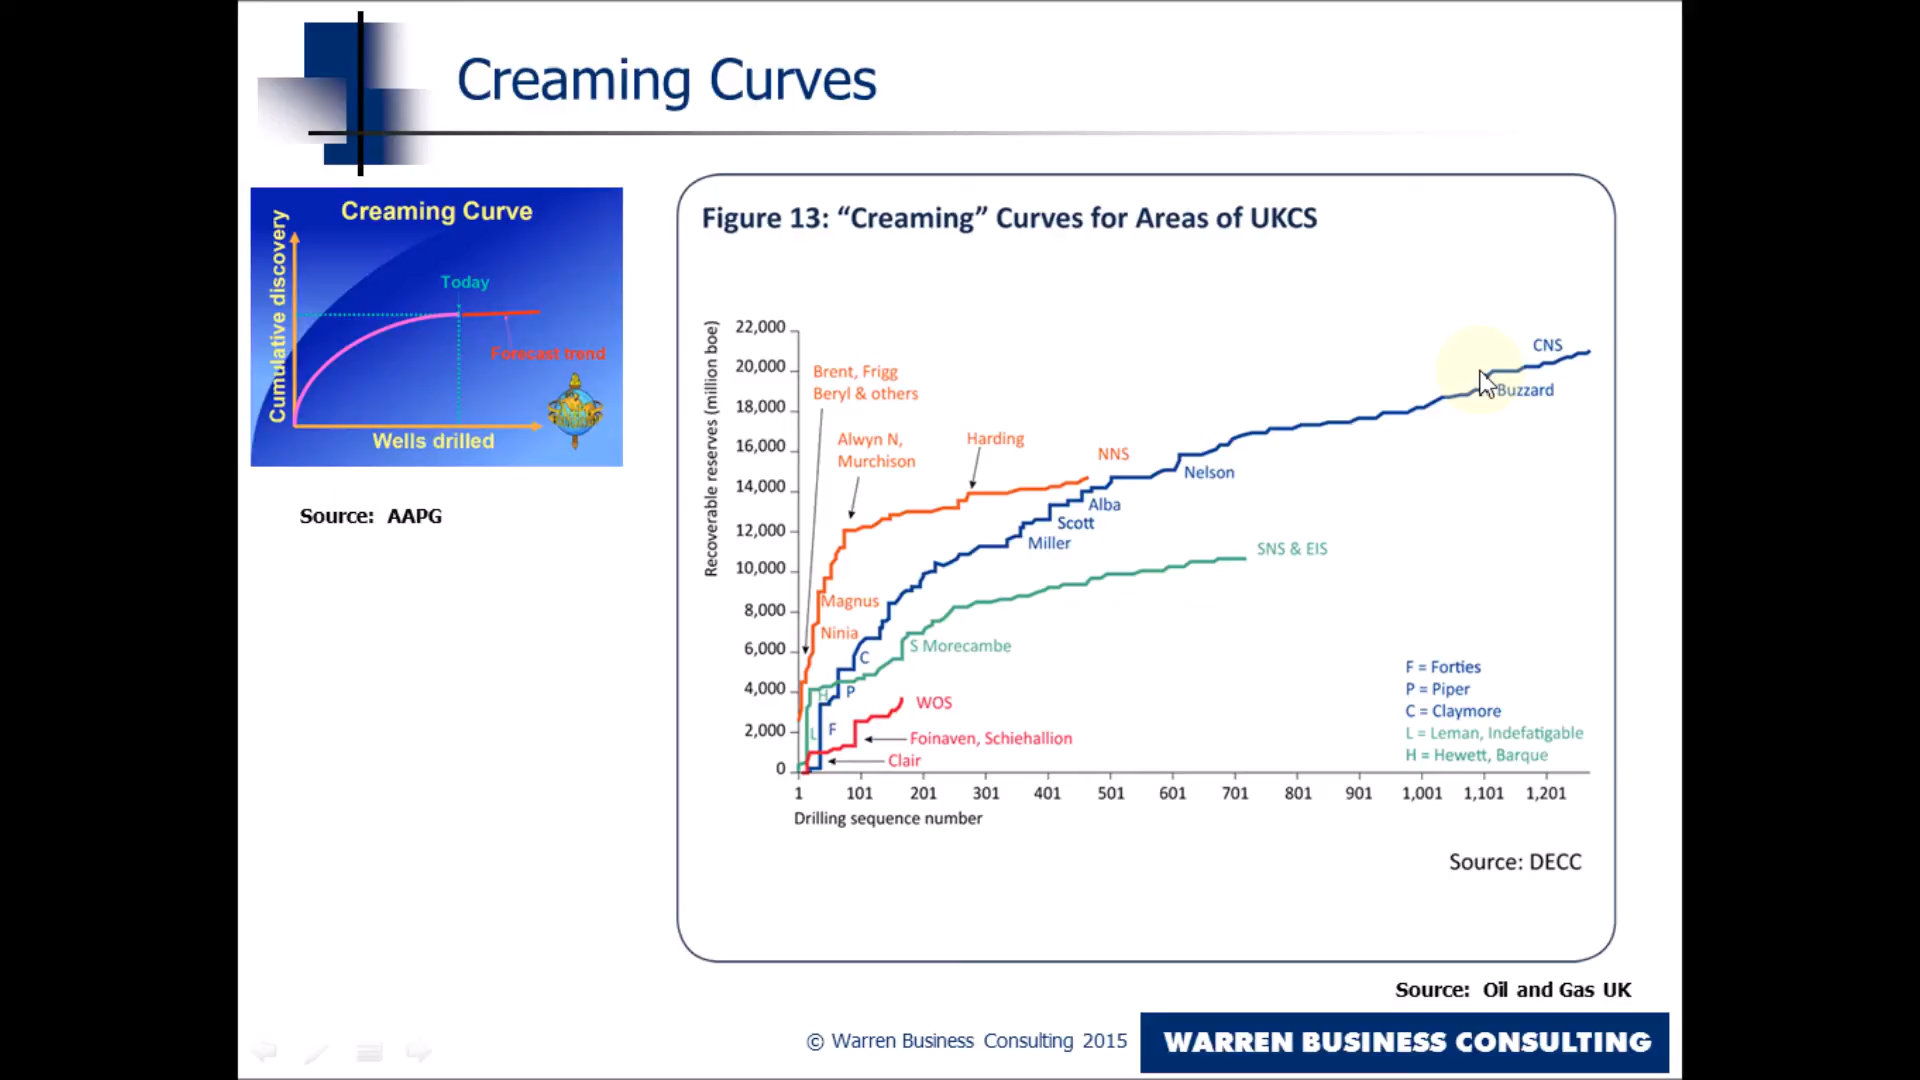 Creaming Curves
Creaming Curve
Cumulative discovery
Today
Forecast trend
Wells drilled
Source: AAPG
Figure 13: “Creaming” Curves for Areas of UKCS
Recoverable reserves (million boe)
22,000
20,000
18,000
16,000
14,000
12,000
10,000
8,000
6,000
4,000
2,000
0
Brent, Frigg
Beryl & others
Alwyn N,
Murchison
Harding
NNS
CNS
Buzzard
Nelson
Alba
Scott
Miller
SNS & EIS
Magnus
Ninia
S Morecambe
C
P
H
L
F
WOS
Foinaven, Schiehallion
Clair
F = Forties
P = Piper
C = Claymore
L = Leman, Indefatigable
H = Hewett, Barque
1 101 201 301 401 501 601 701 801 901 1,001 1,101 1,201
Drilling sequence number
Source: DECC
Source: Oil and Gas UK
© Warren Business Consulting 2015
WARREN BUSINESS CONSULTING